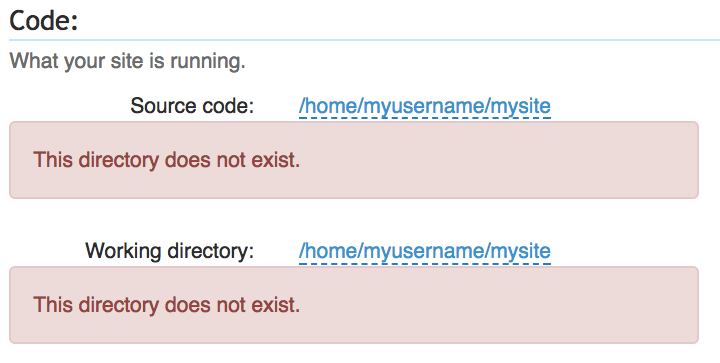 Code:
What your site is running.
Source code: /home/myusername/mysite
This directory does not exist.
Working directory: /home/myusername/mysite
This directory does not exist.